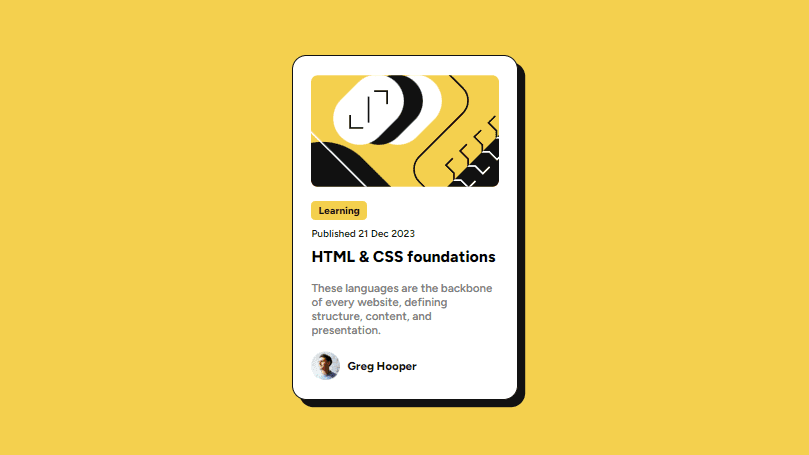 Learning
Published 21 Dec 2023
HTML & CSS foundations
These languages are the backbone
of every website, defining
structure, content, and
presentation.
Greg Hooper